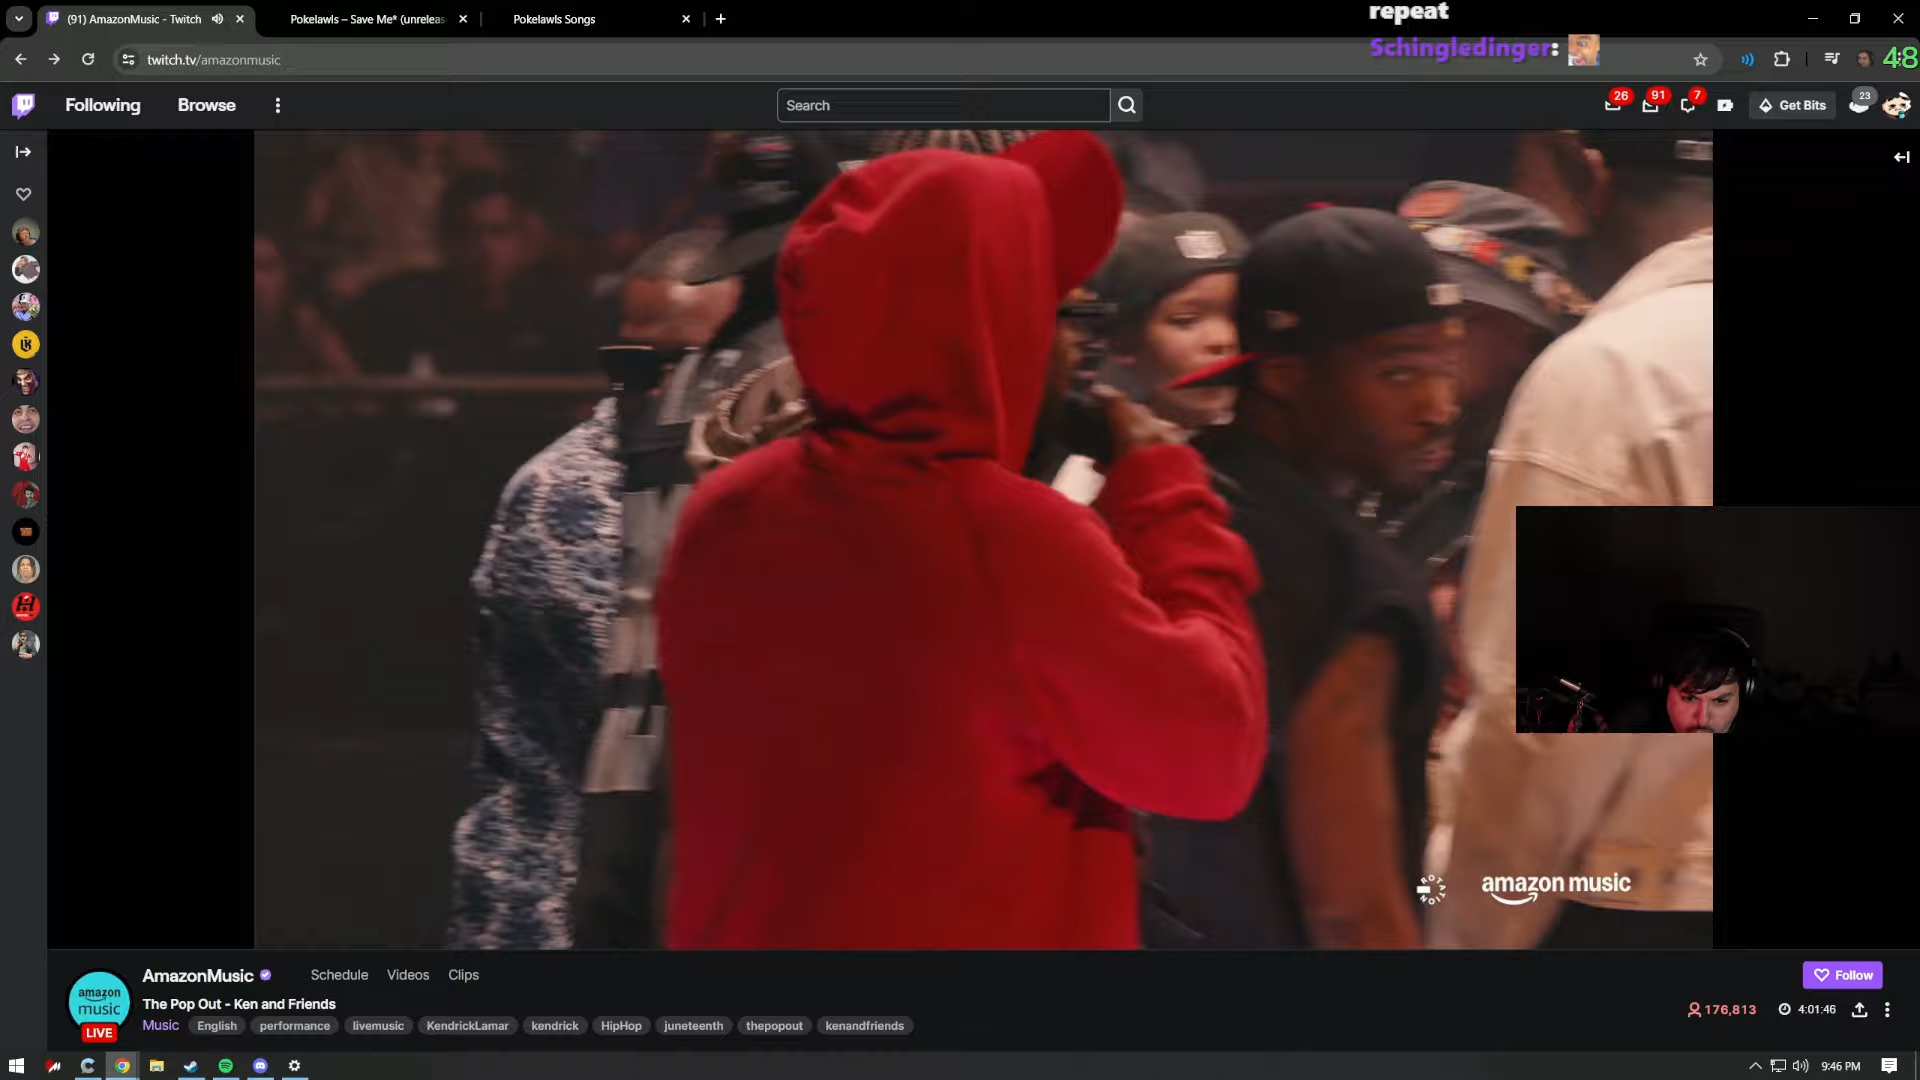 (91) AmazonMusic - Twitch
Pokelawls – Save Me* (unreleas
Pokelawls Songs
repeat
Schingledinger:
twitch.tv/amazonmusic
48
Following
Browse
Search
26
91
7
Get Bits
23
ROTATION
amazon music
amazon
music
LIVE
AmazonMusic
Schedule
Videos
Clips
Follow
The Pop Out - Ken and Friends
176,813
4:01:46
Music
English
performance
livemusic
KendrickLamar
kendrick
HipHop
juneteenth
thepopout
kenandfriends
9:46 PM